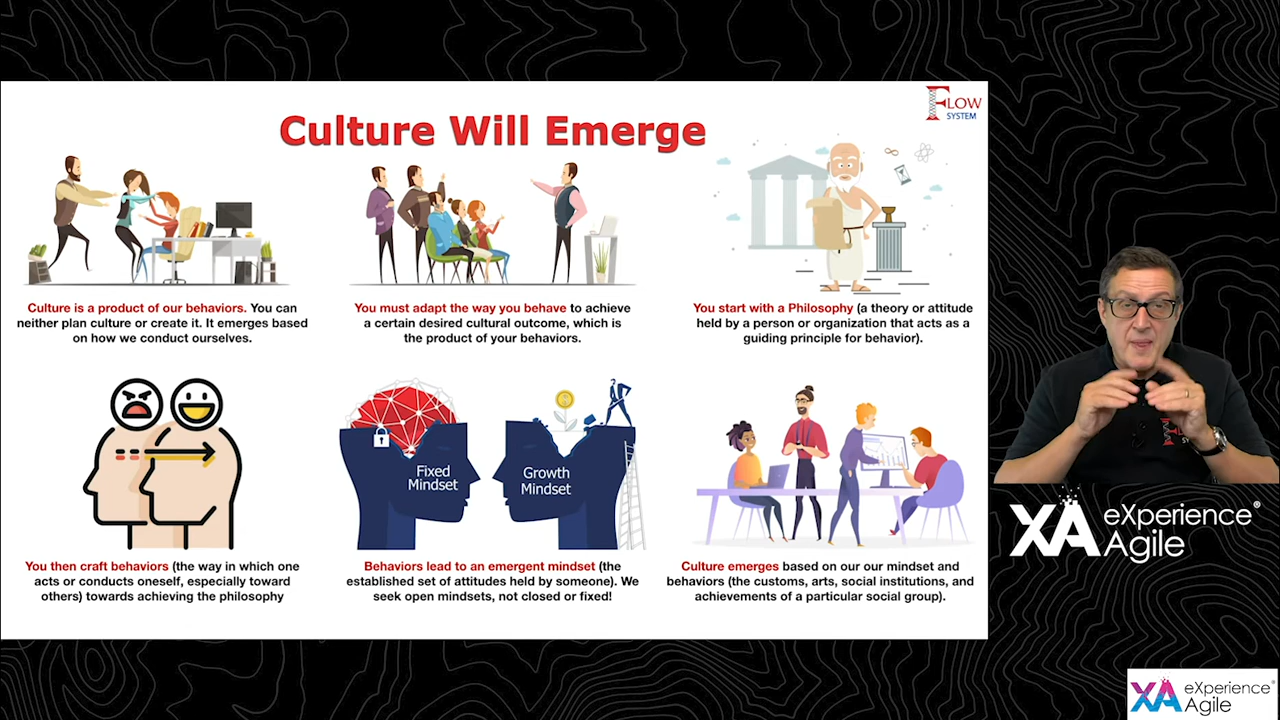 FLOW
SYSTEM
Culture Will Emerge
Culture is a product of our behaviors. You can
neither plan culture or create it. It emerges based
on how we conduct ourselves.
You must adapt the way you behave to achieve
a certain desired cultural outcome, which is
the product of your behaviors.
You start with a Philosophy (a theory or attitude
held by a person or organization that acts as a
guiding principle for behavior).
Fixed
Mindset
Growth
Mindset
You then craft behaviors (the way in which one
acts or conducts oneself, especially toward
others) towards achieving the philosophy
Behaviors lead to an emergent mindset (the
established set of attitudes held by someone). We
seek open mindsets, not closed or fixed!
Culture emerges based on our our mindset and
behaviors (the customs, arts, social institutions, and
achievements of a particular social group).
XA eXperience®
Agile
XA eXperience®
Agile